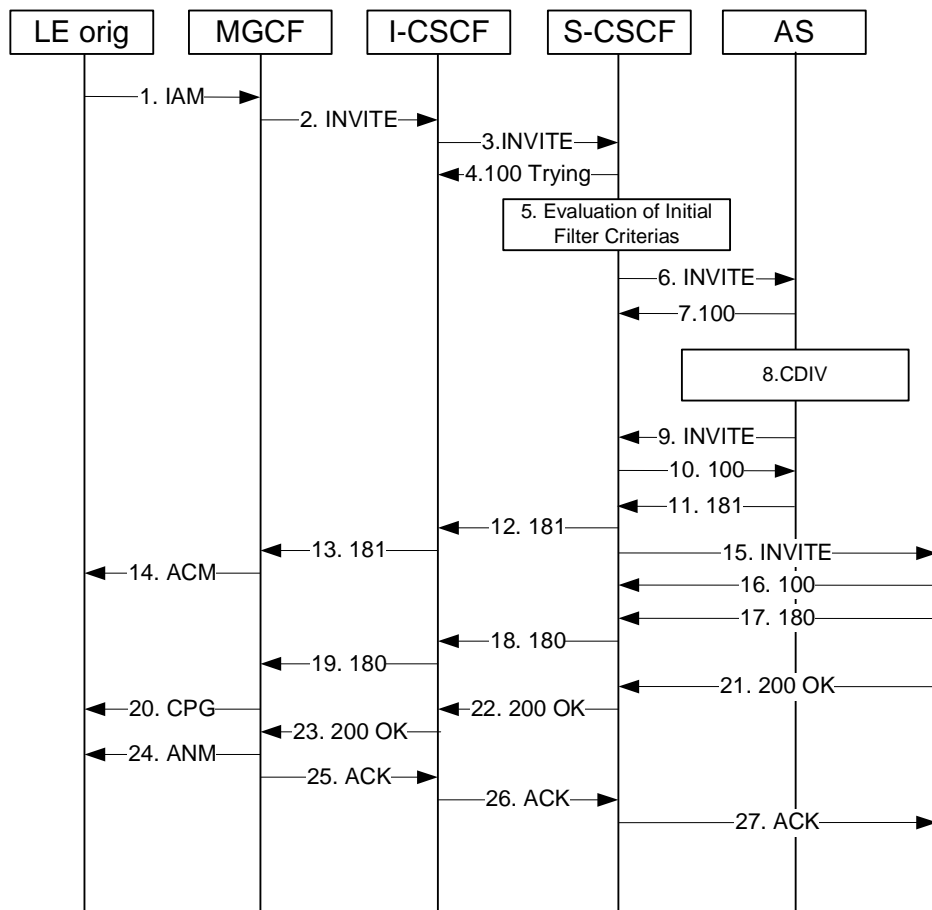 LE orig
MGCF
I-CSCF
S-CSCF
AS
1. IAM
2. INVITE
3.INVITE
4.100 Trying
5. Evaluation of Initial
Filter Criterias
6. INVITE
7.100
8.CDIV
9. INVITE
10. 100
11. 181
12. 181
13. 181
15. INVITE
14. ACM
16. 100
17. 180
18. 180
19. 180
21. 200 OK
20. CPG
22. 200 OK
23. 200 OK
24. ANM
25. ACK
26. ACK
27. ACK